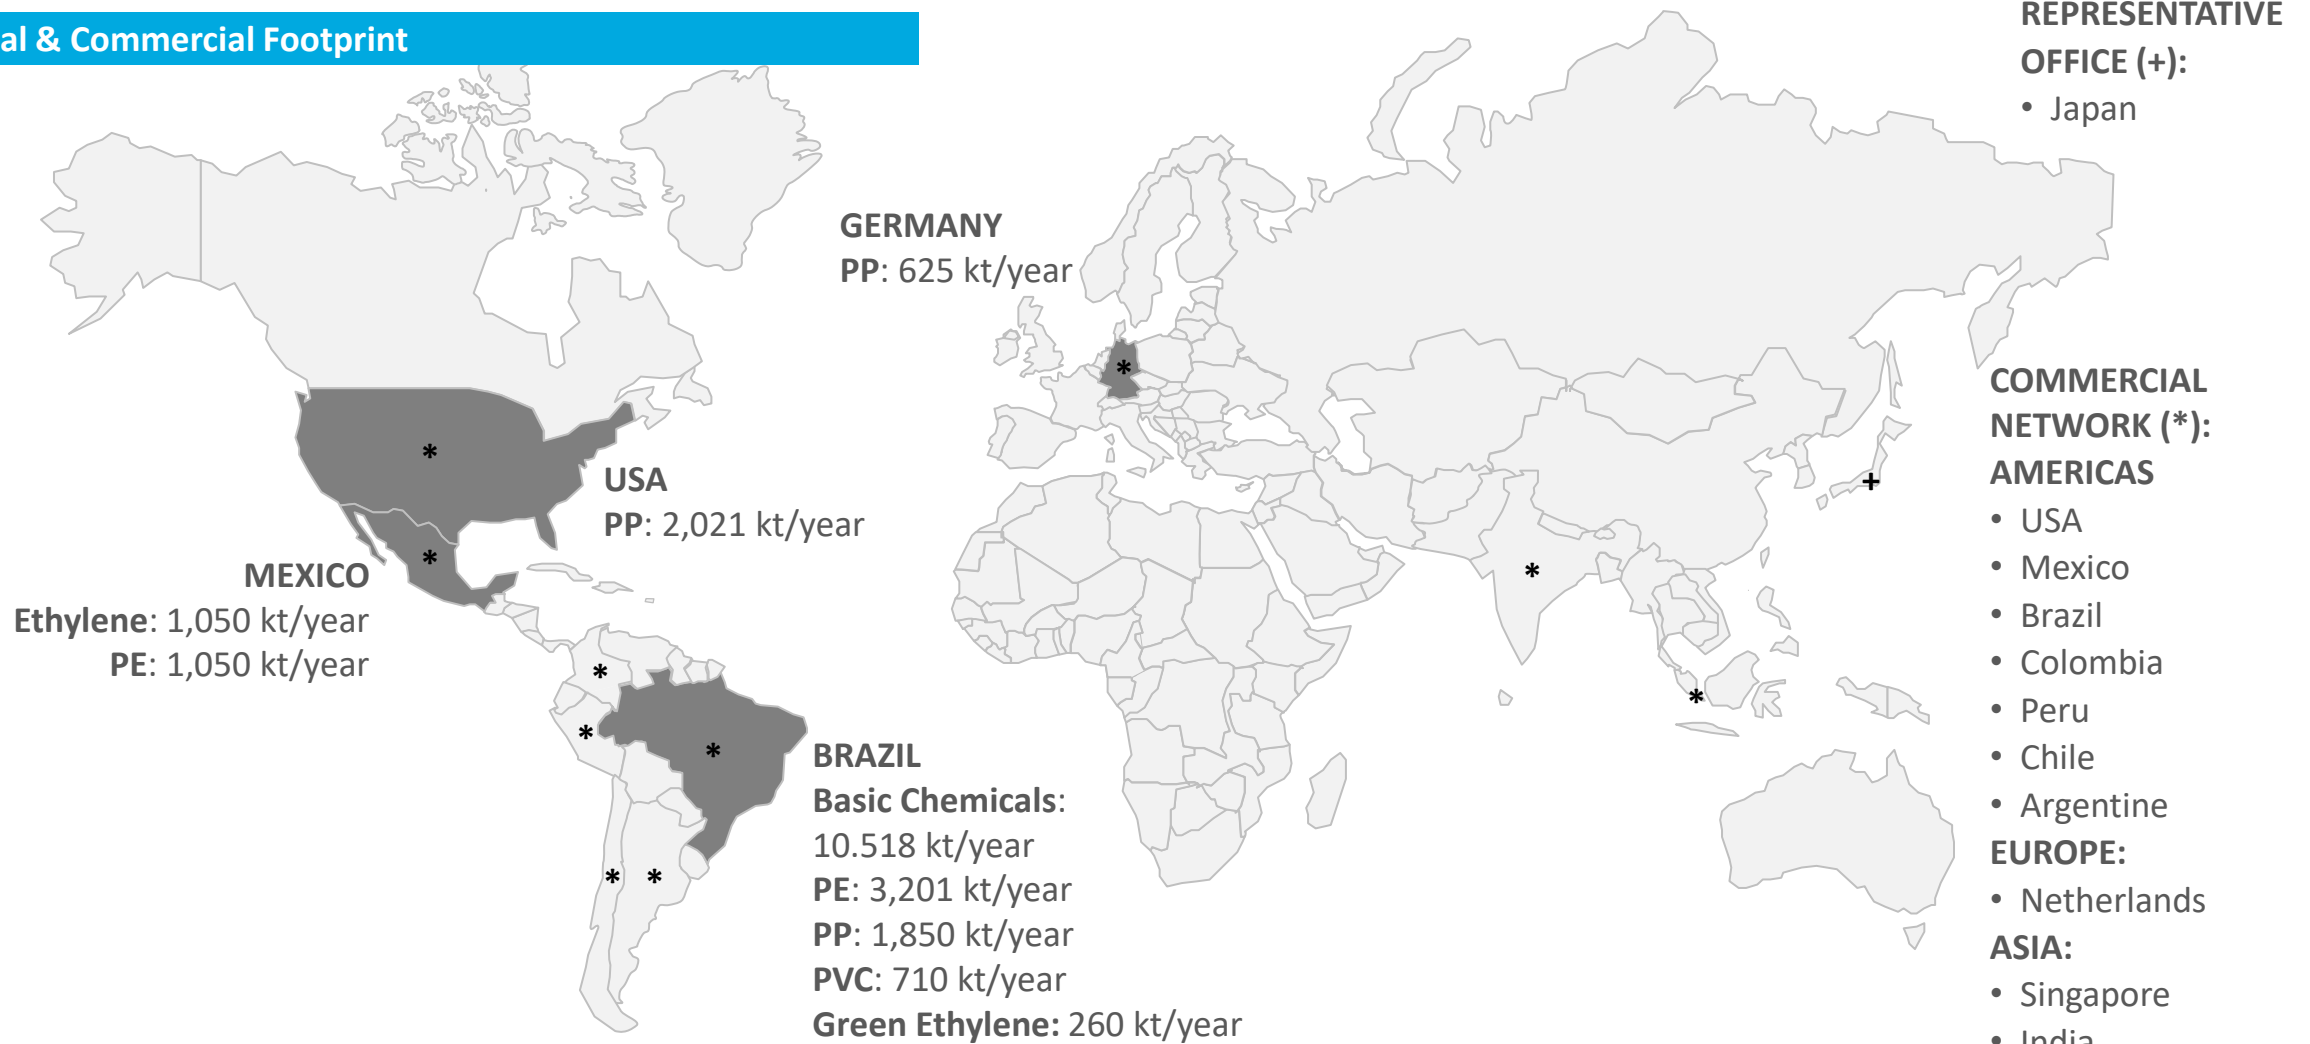 al & Commercial Footprint
REPRESENTATIVE
OFFICE (+):
• Japan
GERMANY
PP: 625 kt/year
USA
PP: 2,021 kt/year
MEXICO
Ethylene: 1,050 kt/year
PE: 1,050 kt/year
BRAZIL
Basic Chemicals:
10.518 kt/year
PE: 3,201 kt/year
PP: 1,850 kt/year
PVC: 710 kt/year
Green Ethylene: 260 kt/year
COMMERCIAL
NETWORK (*):
AMERICAS
• USA
• Mexico
• Brazil
• Colombia
• Peru
• Chile
• Argentine
EUROPE:
• Netherlands
ASIA:
• Singapore
• India